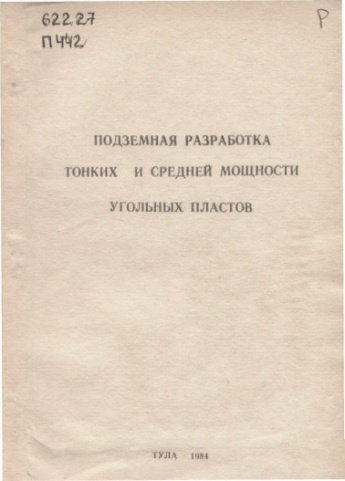 622.27
П442
Р
ПОДЗЕМНАЯ РАЗРАБОТКА
ТОНКИХ И СРЕДНЕЙ МОЩНОСТИ
УГОЛЬНЫХ ПЛАСТОВ
ТУЛА 1984